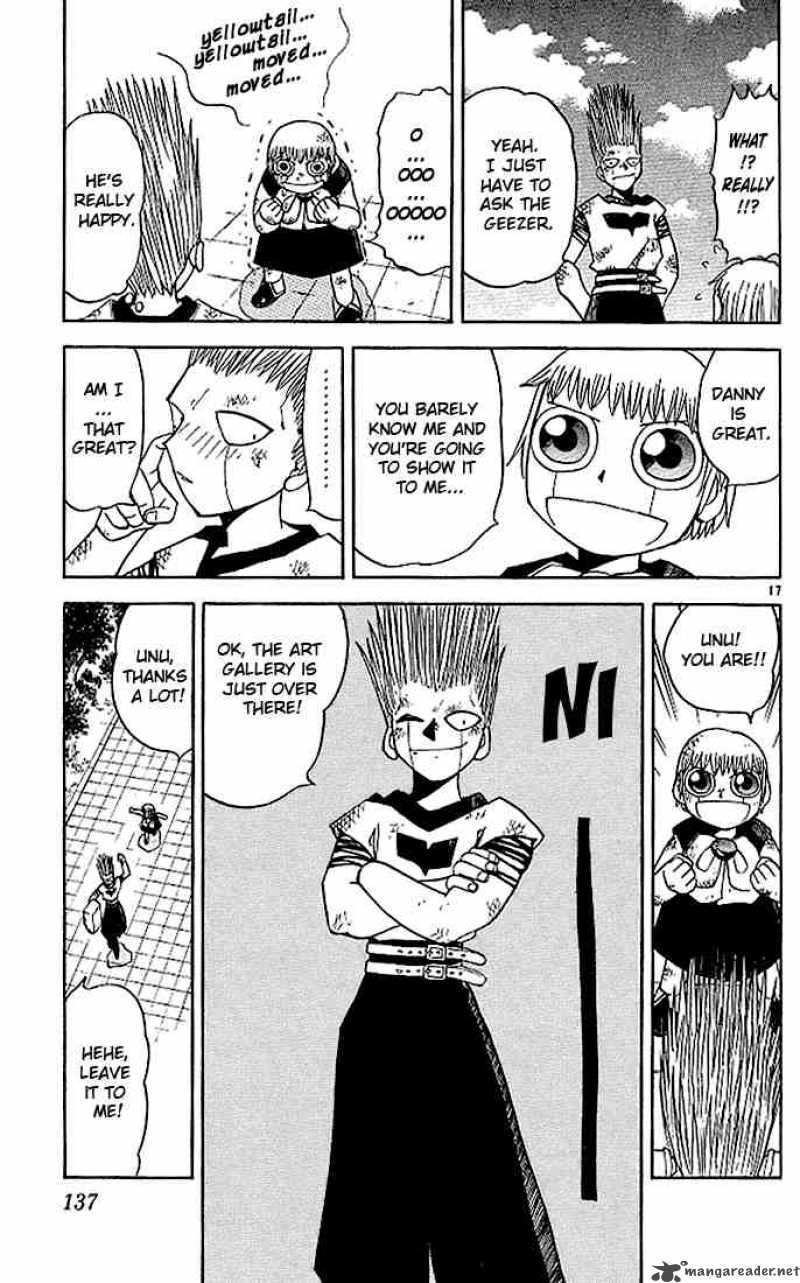 WHAT
!?
REALLY
!!?
YEAH.
I JUST
HAVE TO
ASK THE
GEEZER.
yellowtail...
yellowtail...
moved...
moved...
O
...
OOO
...
OOOOO
...
HE'S
REALLY
HAPPY.
DANNY
IS
GREAT.
YOU BARELY
KNOW ME AND
YOU'RE GOING
TO SHOW IT
TO ME...
.........
AM I
...
THAT
GREAT?
17
UNU!
YOU ARE!!
NI
OK, THE ART
GALLERY IS
JUST OVER
THERE!
UNU,
THANKS
A LOT!
HEHE,
LEAVE
IT TO
ME!
137
mangareader.net